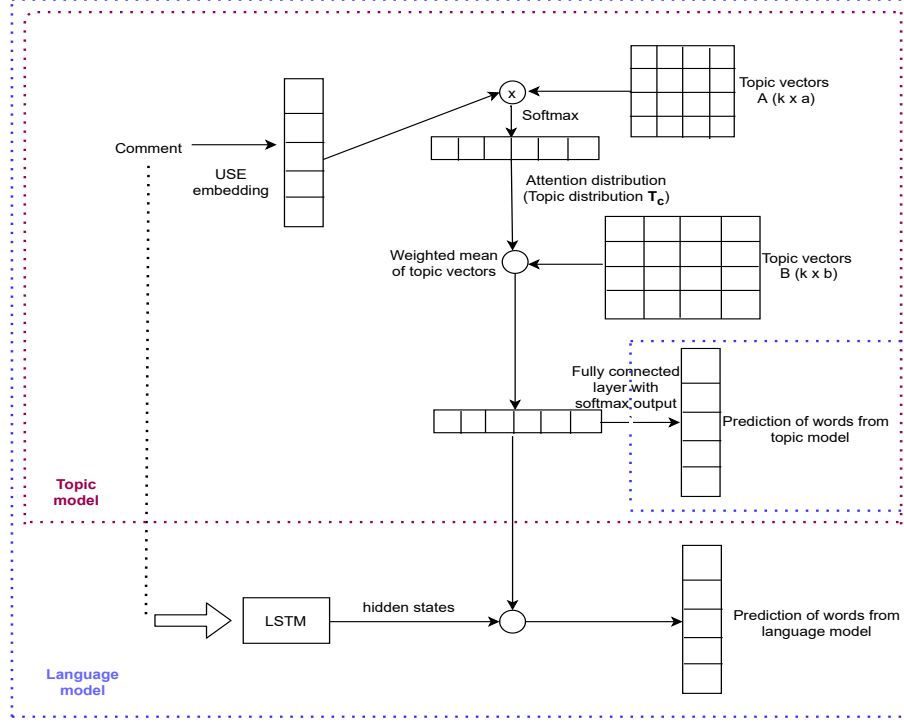 x
Topic vectors
A (k x a)
Softmax
Comment
USE
embedding
Attention distribution
(Topic distribution Tc)
Weighted mean
of topic vectors
Topic vectors
B (k x b)
Fully connected
layer with
softmax output
Prediction of words from
topic model
Topic
model
hidden states
LSTM
Prediction of words from
language model
Language
model